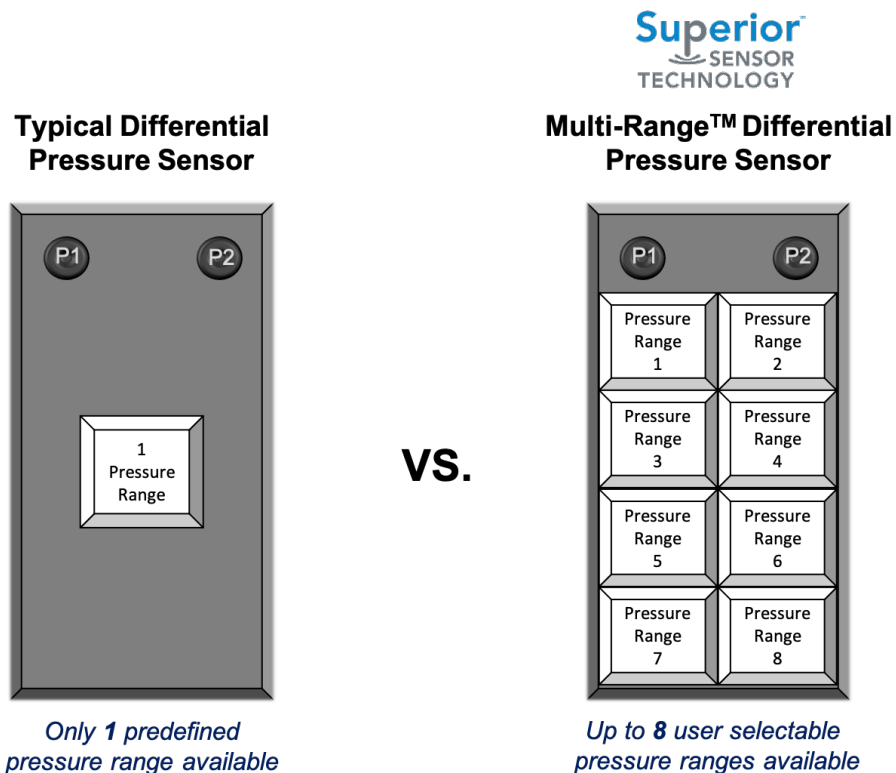 Superior™
SENSOR
TECHNOLOGY
Typical Differential
Pressure Sensor
P1
P2
1
Pressure
Range
Only 1 predefined
pressure range available
VS.
Multi-Range™ Differential
Pressure Sensor
P1
P2
Pressure
Range
1
Pressure
Range
2
Pressure
Range
3
Pressure
Range
4
Pressure
Range
5
Pressure
Range
6
Pressure
Range
7
Pressure
Range
8
Up to 8 user selectable
pressure ranges available